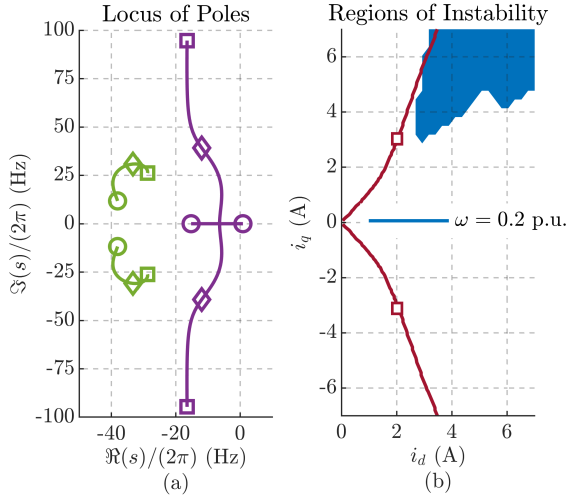 Locus of Poles
100
75
50
25
0
-25
-50
-75
-100
ℑ(s)/(2π) (Hz)
-40 -20 0
ℜ(s)/(2π) (Hz)
(a)
Regions of Instability
6
4
2
0
-2
-4
-6
i_q (A)
ω = 0.2 p.u.
0 2 4 6
i_d (A)
(b)